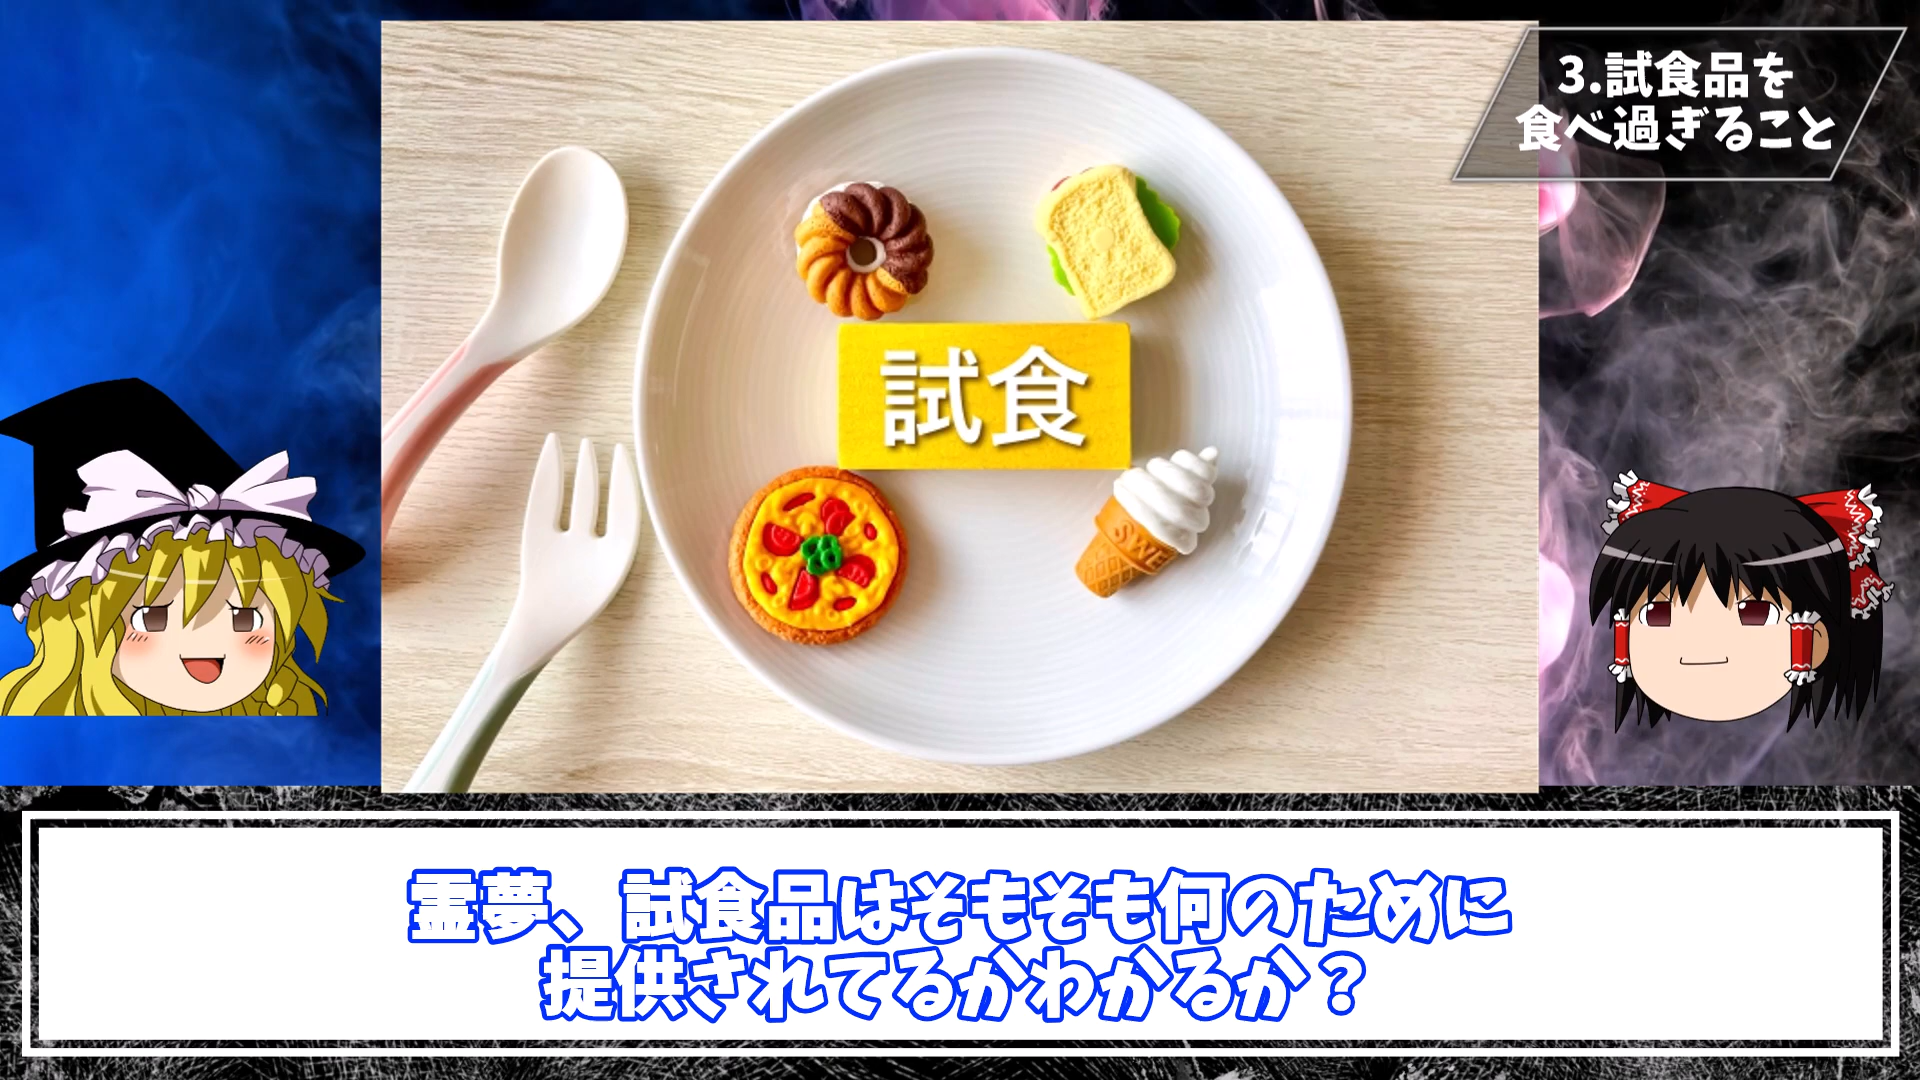 3.試食品を
食べ過ぎること
試食
SWE
霊夢、試食品はそもそも何のために
提供されてるかわかるか？